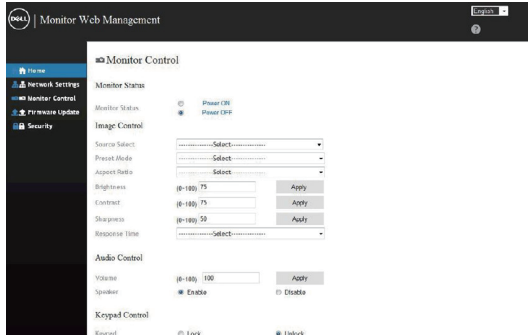 DELL | Monitor Web Management
English
?
Home
Network Settings
Monitor Control
Firmware Update
Security
Monitor Control
Monitor Status
Monitor Status
Power ON
Power OFF
Image Control
Source Select ---------------Select---------------
Preset Mode ---------------Select---------------
Aspect Ratio ---------------Select---------------
Brightness (0~100) 75 Apply
Contrast (0~100) 75 Apply
Sharpness (0~100) 50 Apply
Response Time ---------------Select---------------
Audio Control
Volume (0~100) 100 Apply
Speaker Enable Disable
Keypad Control
Keypad Lock Unlock